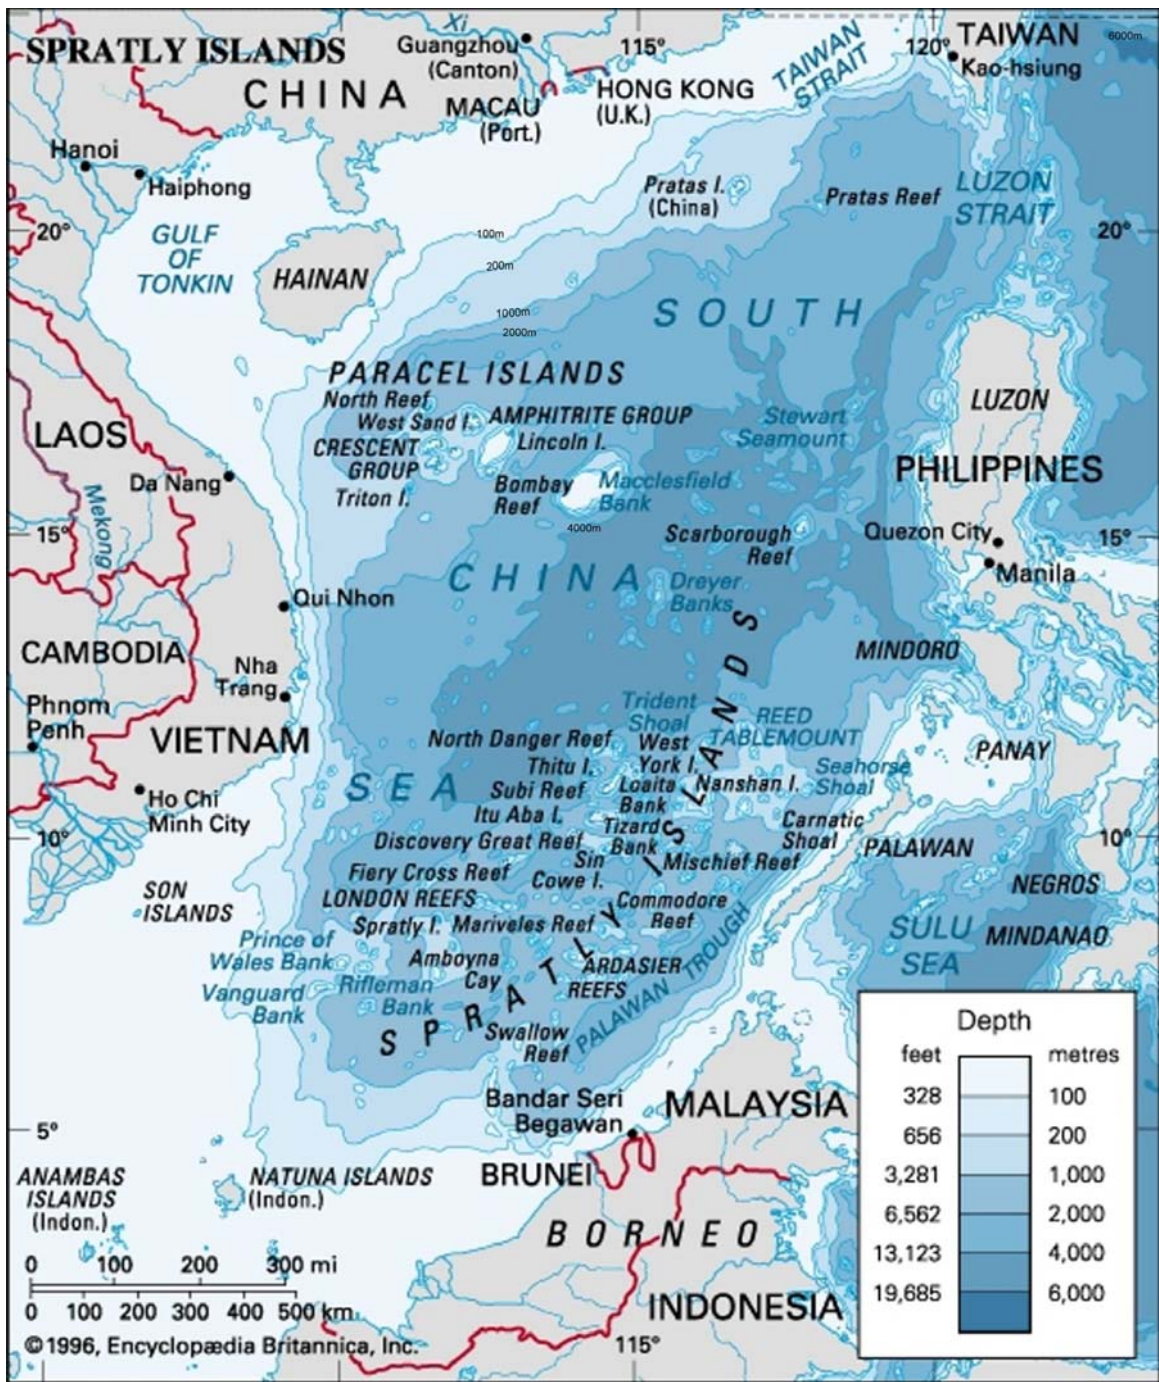 SPRATLY ISLANDS
Xi
Guangzhou
(Canton)
115°
TAIWAN
STRAIT
120°
TAIWAN
Kao-hsiung
6000m
CHINA
MACAU
(Port.)
HONG KONG
(U.K.)
Hanoi
Haiphong
Pratas I.
(China)
Pratas Reef
LUZON
STRAIT
20°
GULF
OF
TONKIN
100m
20°
HAINAN
200m
1000m
2000m
SOUTH
PARACEL ISLANDS
North Reef
West Sand I.
AMPHITRITE GROUP
Lincoln I.
CRESCENT
GROUP
Triton I.
Bombay
Reef
Macclesfield
Bank
Stewart
Seamount
LUZON
LAOS
Da Nang
Mekong
PHILIPPINES
15°
4000m
Scarborough
Reef
Quezon City
15°
Manila
CHINA
Dreyer
Banks
Qui Nhon
CAMBODIA
Nha
Trang
MINDORO
Phnom
Penh
VIETNAM
Trident
Shoal
REED
TABLEMOUNT
North Danger Reef
West
York I.
PANAY
Thitu I.
Seahorse
Shoal
SEA
Subi Reef
Loaita
Bank
Nanshan I.
Ho Chi
Minh City
Itu Aba I.
Tizard
Bank
Carnatic
Shoal
10°
Discovery Great Reef
PALAWAN
10°
Sin
Cowe I.
Mischief Reef
Fiery Cross Reef
NEGROS
SON
ISLANDS
LONDON REEFS
Commodore
Reef
Spratly I.
Mariveles Reef
SULU
SEA
MINDANAO
Prince of
Wales Bank
Amboyna
Cay
ARDASIER
REEFS
PALAWAN TROUGH
Vanguard
Bank
Rifleman
Bank
SPRATLY ISLANDS
Swallow
Reef
Bandar Seri
Begawan
MALAYSIA
5°
BRUNEI
ANAMBAS
ISLANDS
(Indon.)
NATUNA ISLANDS
(Indon.)
BORNEO
INDONESIA
115°
Depth
feet metres
328 100
656 200
3,281 1,000
6,562 2,000
13,123 4,000
19,685 6,000
0 100 200 300 mi
0 100 200 300 400 500 km
©1996, Encyclopædia Britannica, Inc.